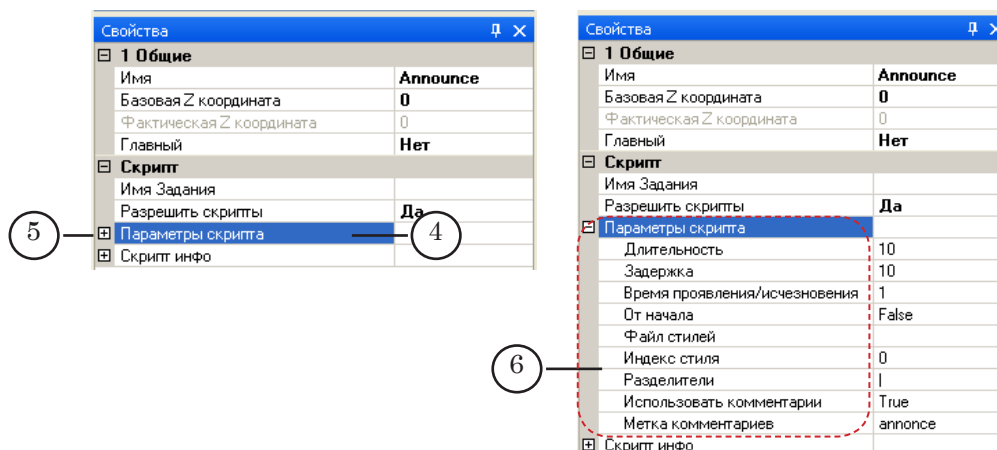 Свойства
1 Общие
Имя Announce
Базовая Z координата 0
Фактическая Z координата 0
Главный Нет
Скрипт
Имя Задания
Разрешить скрипты Да
5 Параметры скрипта 4
Скрипт инфо
Свойства
1 Общие
Имя Announce
Базовая Z координата 0
Фактическая Z координата 0
Главный Нет
Скрипт
Имя Задания
Разрешить скрипты Да
Параметры скрипта
Длительность 10
Задержка 10
Время проявления/исчезновения 1
От начала False
Файл стилей
6 Индекс стиля 0
Разделители |
Использовать комментарии True
Метка комментариев annonce
Скрипт инфо